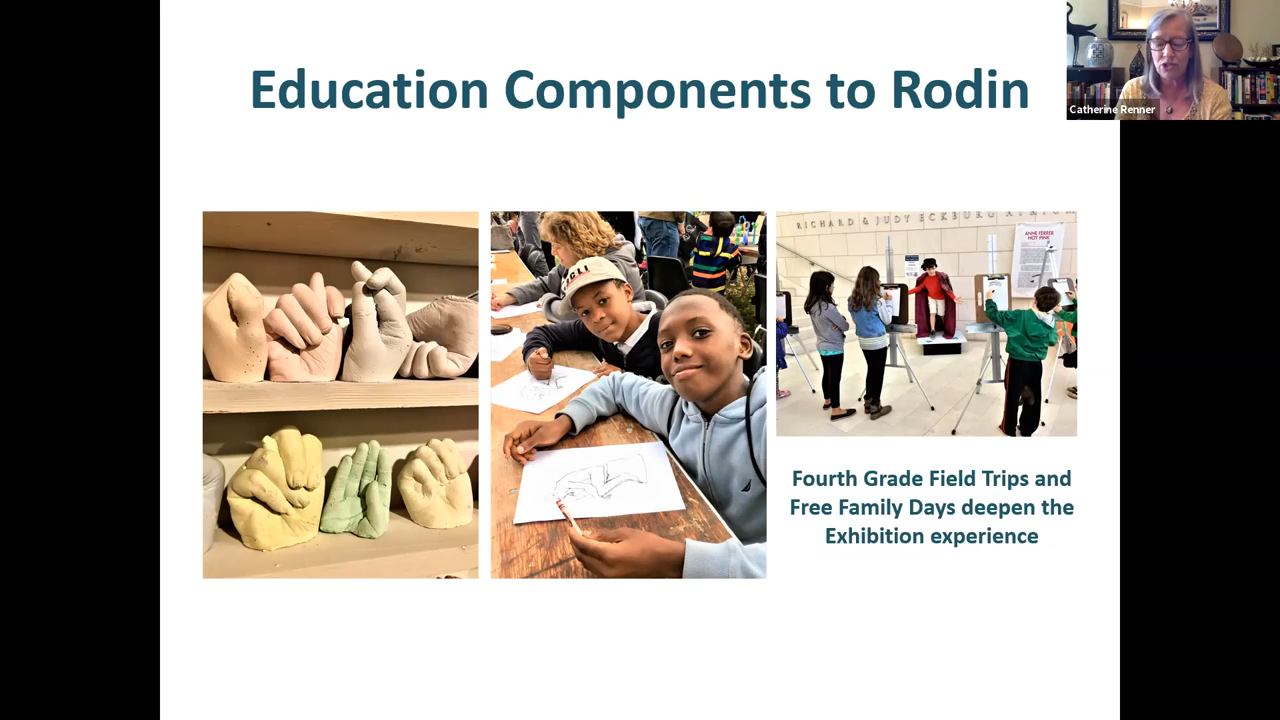 Education Components to Rodin
Catherine Renner
RICHARD & JUDY ECKBURG ATRIUM
ANNE FERRER
HOT PINK
Fourth Grade Field Trips and
Free Family Days deepen the
Exhibition experience